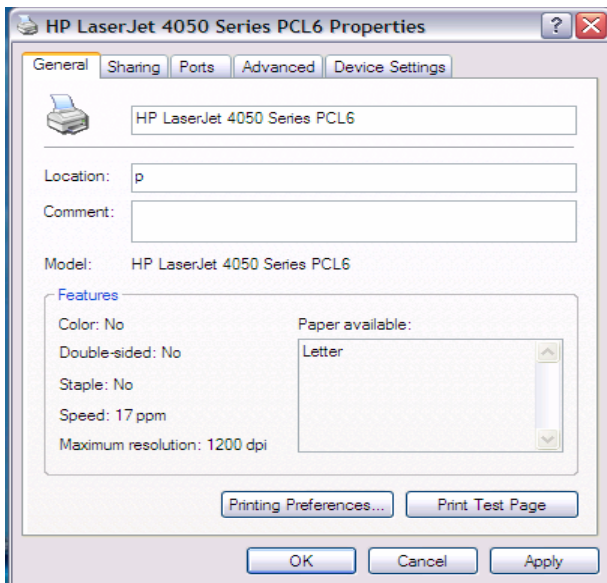 HP LaserJet 4050 Series PCL6 Properties
General Sharing Ports Advanced Device Settings
HP LaserJet 4050 Series PCL6
Location: p
Comment:
Model: HP LaserJet 4050 Series PCL6
Features
Color: No Paper available:
Double-sided: No Letter
Staple: No
Speed: 17 ppm
Maximum resolution: 1200 dpi
Printing Preferences... Print Test Page
OK Cancel Apply